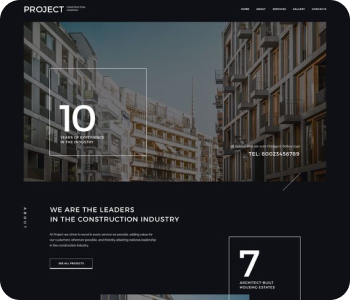 PROJECT
CONSTRUCTION
COMPANY
HOME ABOUT SERVICES GALLERY CONTACTS
10
YEARS OF EXPERIENCE
IN THE INDUSTRY
TEL: 80023456789
ABOUT
WE ARE THE LEADERS
IN THE CONSTRUCTION INDUSTRY
At Project we strive to excel in every service we provide, adding value for
our customers wherever possible, and thereby attaining national leadership
in the construction industry.
SEE ALL PROJECTS
7
ARCHITECT-BUILT
HOUSING ESTATES